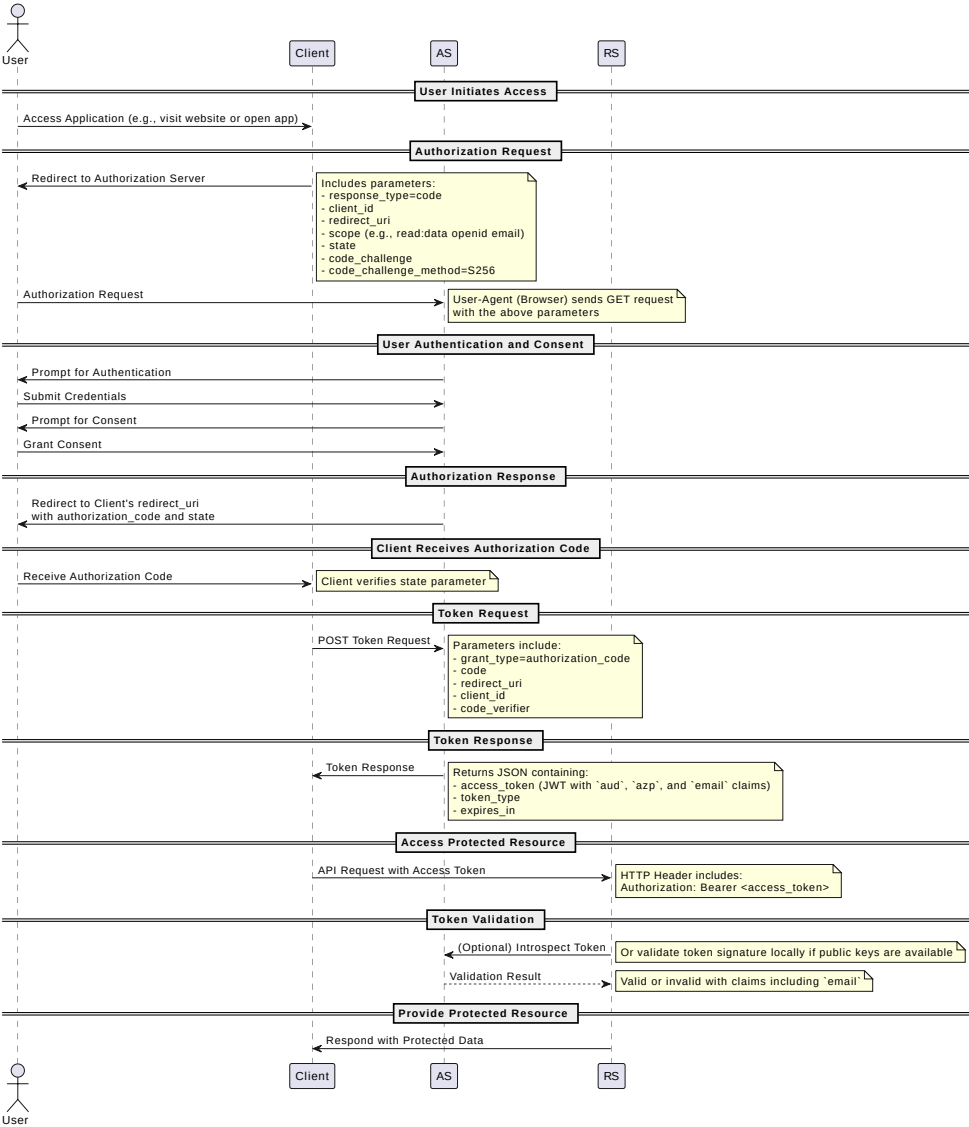 User
Client
AS
RS
User Initiates Access
Access Application (e.g., visit website or open app)
Authorization Request
Redirect to Authorization Server
Includes parameters:
- response_type=code
- client_id
- redirect_uri
- scope (e.g., read:data openid email)
- state
- code_challenge
- code_challenge_method=S256
Authorization Request
User-Agent (Browser) sends GET request
with the above parameters
User Authentication and Consent
Prompt for Authentication
Submit Credentials
Prompt for Consent
Grant Consent
Authorization Response
Redirect to Client's redirect_uri
with authorization_code and state
Client Receives Authorization Code
Receive Authorization Code
Client verifies state parameter
Token Request
POST Token Request
Parameters include:
- grant_type=authorization_code
- code
- redirect_uri
- client_id
- code_verifier
Token Response
Token Response
Returns JSON containing:
- access_token (JWT with `aud`, `azp`, and `email` claims)
- token_type
- expires_in
Access Protected Resource
API Request with Access Token
HTTP Header includes:
Authorization: Bearer <access_token>
Token Validation
(Optional) Introspect Token
Or validate token signature locally if public keys are available
Validation Result
Valid or invalid with claims including `email`
Provide Protected Resource
Respond with Protected Data
User
Client
AS
RS